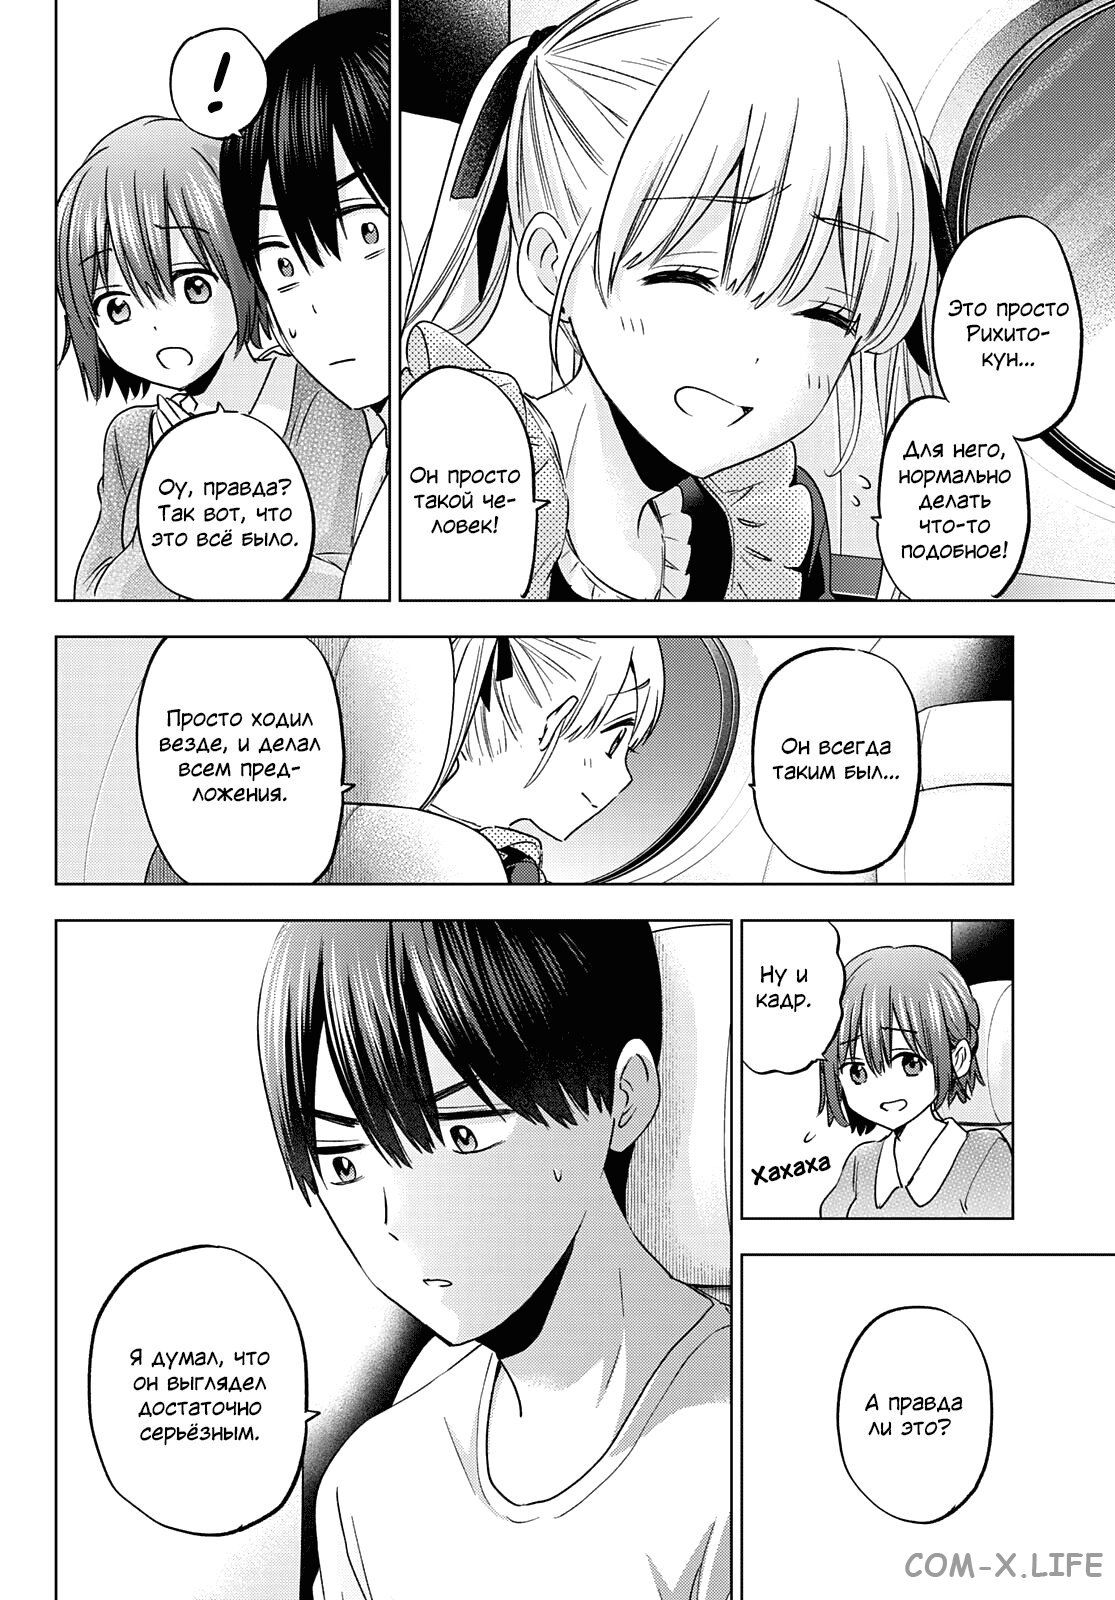 Это просто
Рихито-
кун...
Для него,
нормально
делать
что-то
подобное!
Он просто
такой че-
ловек!
!
Оу, правда?
Так вот, что
это всё было.
Он всегда
таким был...
Просто ходил
везде, и делал
всем пред-
ложения.
Ну и
кадр.
Хахаха
А правда
ли это?
Я думал, что
он выглядел
достаточно
серьёзным.
COM-X.LIFE